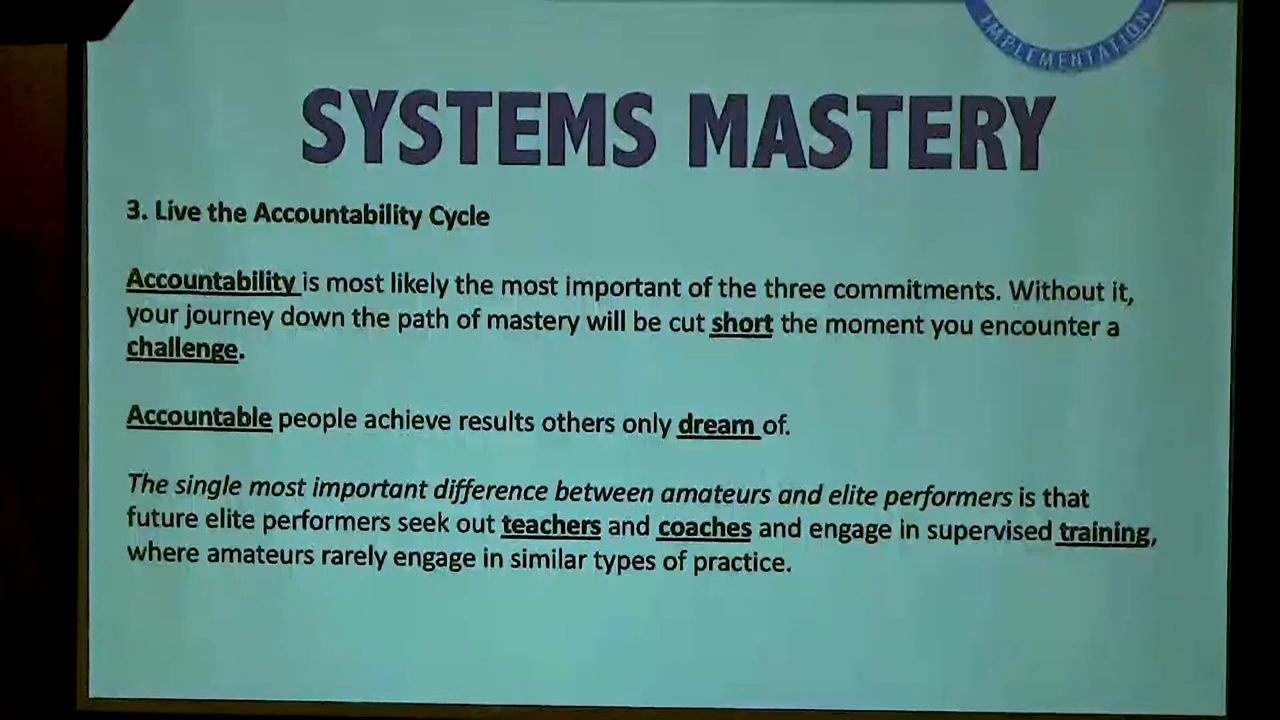 IMPLEMENTATION
SYSTEMS MASTERY
3. Live the Accountability Cycle
Accountability is most likely the most important of the three commitments. Without it,
your journey down the path of mastery will be cut short the moment you encounter a
challenge.
Accountable people achieve results others only dream of.
The single most important difference between amateurs and elite performers is that
future elite performers seek out teachers and coaches and engage in supervised training,
where amateurs rarely engage in similar types of practice.